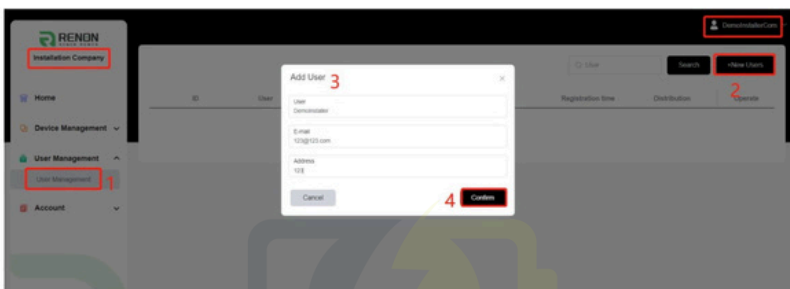 DemoInstallerCom
RENON
POWER POWER
Installation Company
User
Search
+New Users
2
Add User 3
User
DemoInstaller
E-mail
123@123.com
Address
123
Cancel
4
Confirm
ID
User
Registration time
Distribution
Operate
Home
Device Management
User Management
User Management
1
Account